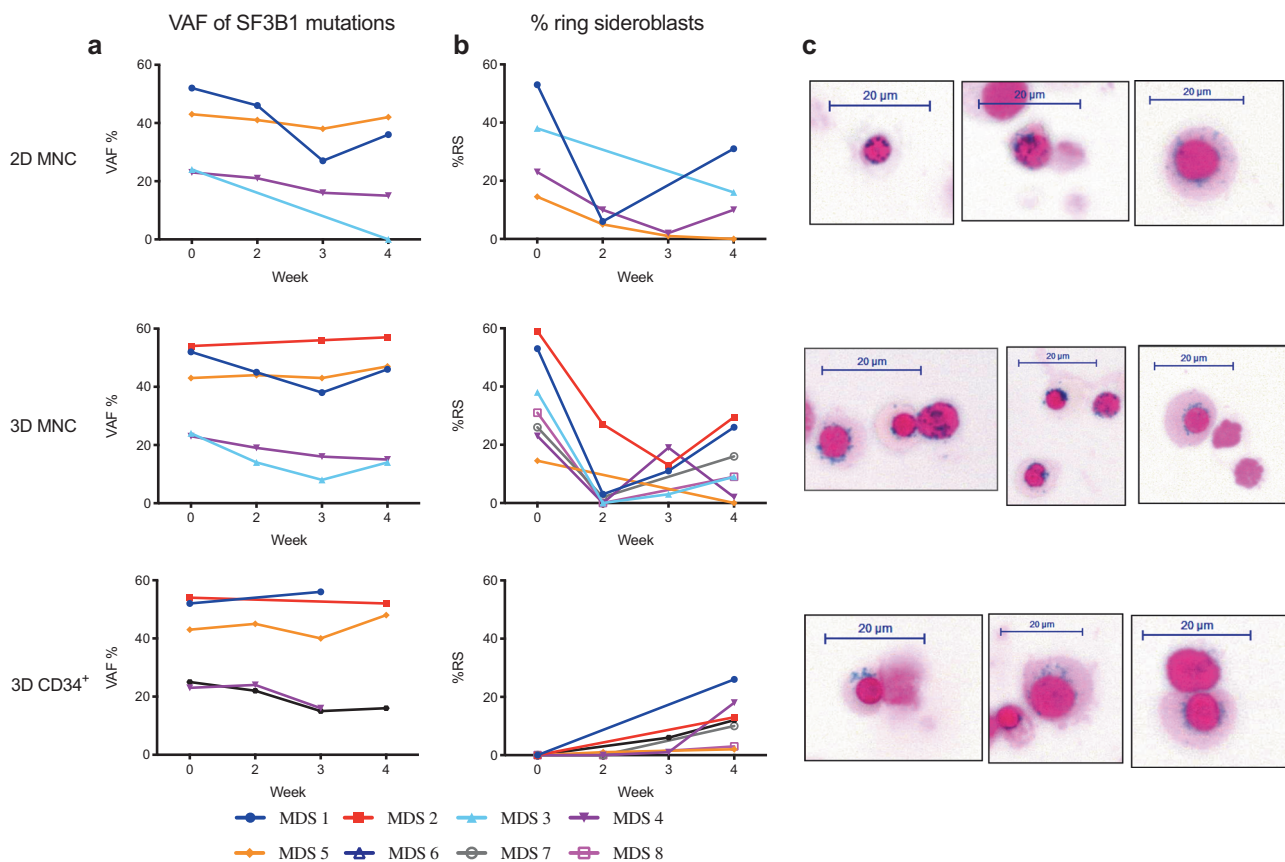 VAF of SF3B1 mutations
% ring sideroblasts
a
b
c
2D MNC
VAF %
60
40
20
0
0 2 3 4
Week
%RS
60
40
20
0
0 2 3 4
Week
20 µm
20 µm
20 µm
3D MNC
VAF %
60
40
20
0
0 2 3 4
Week
%RS
60
40
20
0
0 2 3 4
Week
20 µm
20 µm
20 µm
3D CD34+
VAF %
60
40
20
0
0 2 3 4
Week
%RS
60
40
20
0
0 2 3 4
Week
20 µm
20 µm
20 µm
MDS 1 MDS 2 MDS 3 MDS 4
MDS 5 MDS 6 MDS 7 MDS 8